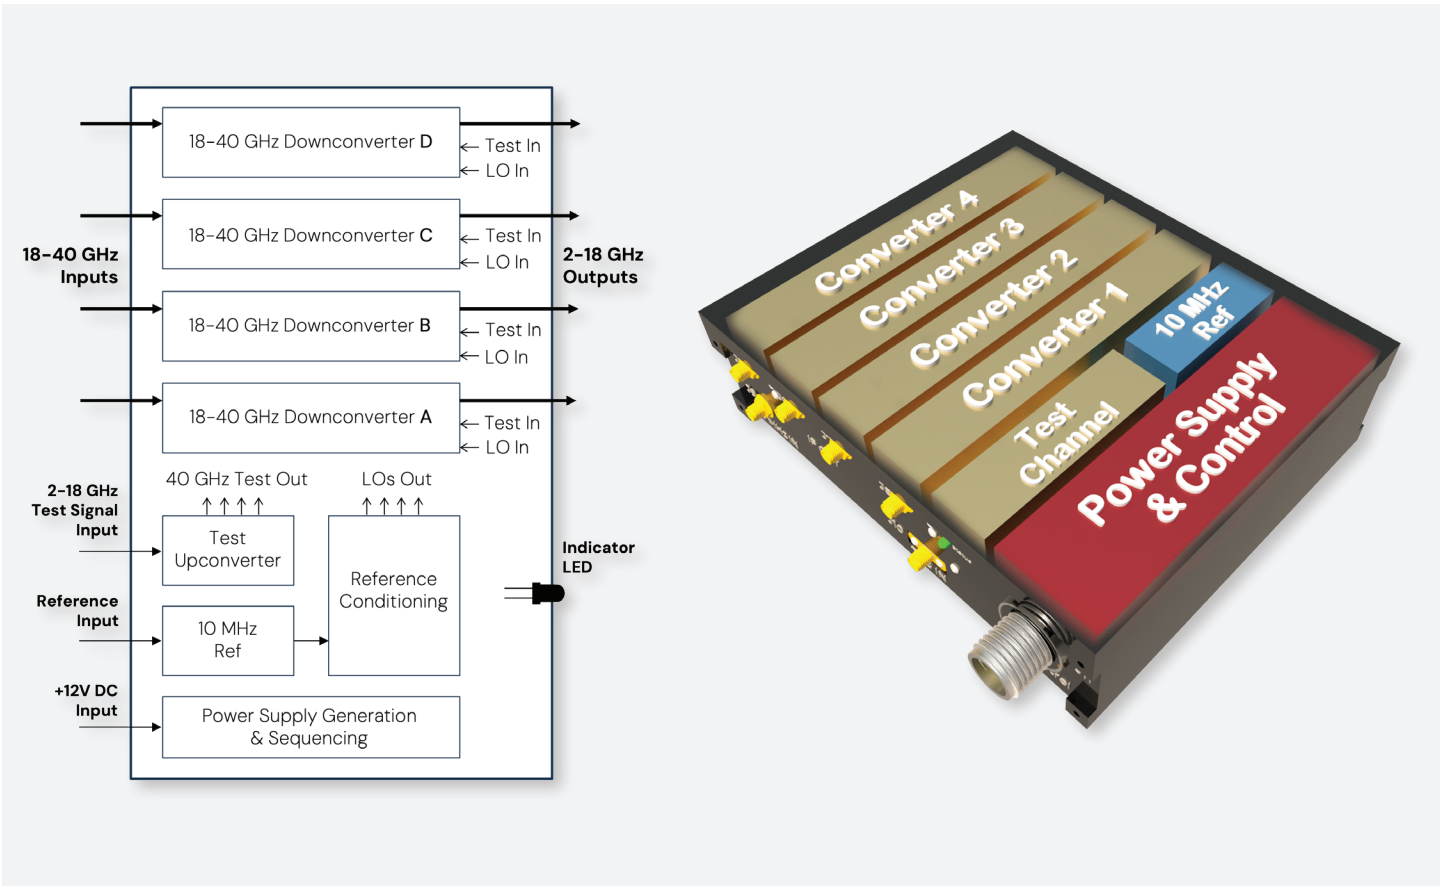 18-40 GHz Downconverter D
Test In
LO In
18-40 GHz Downconverter C
Test In
LO In
18-40 GHz
Inputs
2-18 GHz
Outputs
18-40 GHz Downconverter B
Test In
LO In
18-40 GHz Downconverter A
Test In
LO In
40 GHz Test Out
LOs Out
2-18 GHz
Test Signal
Input
Test
Upconverter
Reference
Conditioning
Indicator
LED
Reference
Input
10 MHz
Ref
+12V DC
Input
Power Supply Generation
& Sequencing
Converter 4
Converter 3
Converter 2
Converter 1
10 MHz
Ref
Test
Channel
Power Supply
& Control